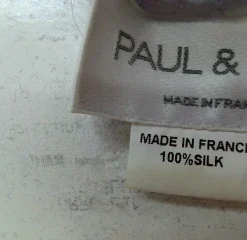 PAUL &
MADE IN FRAN
MADE IN FRANCE
100%SILK